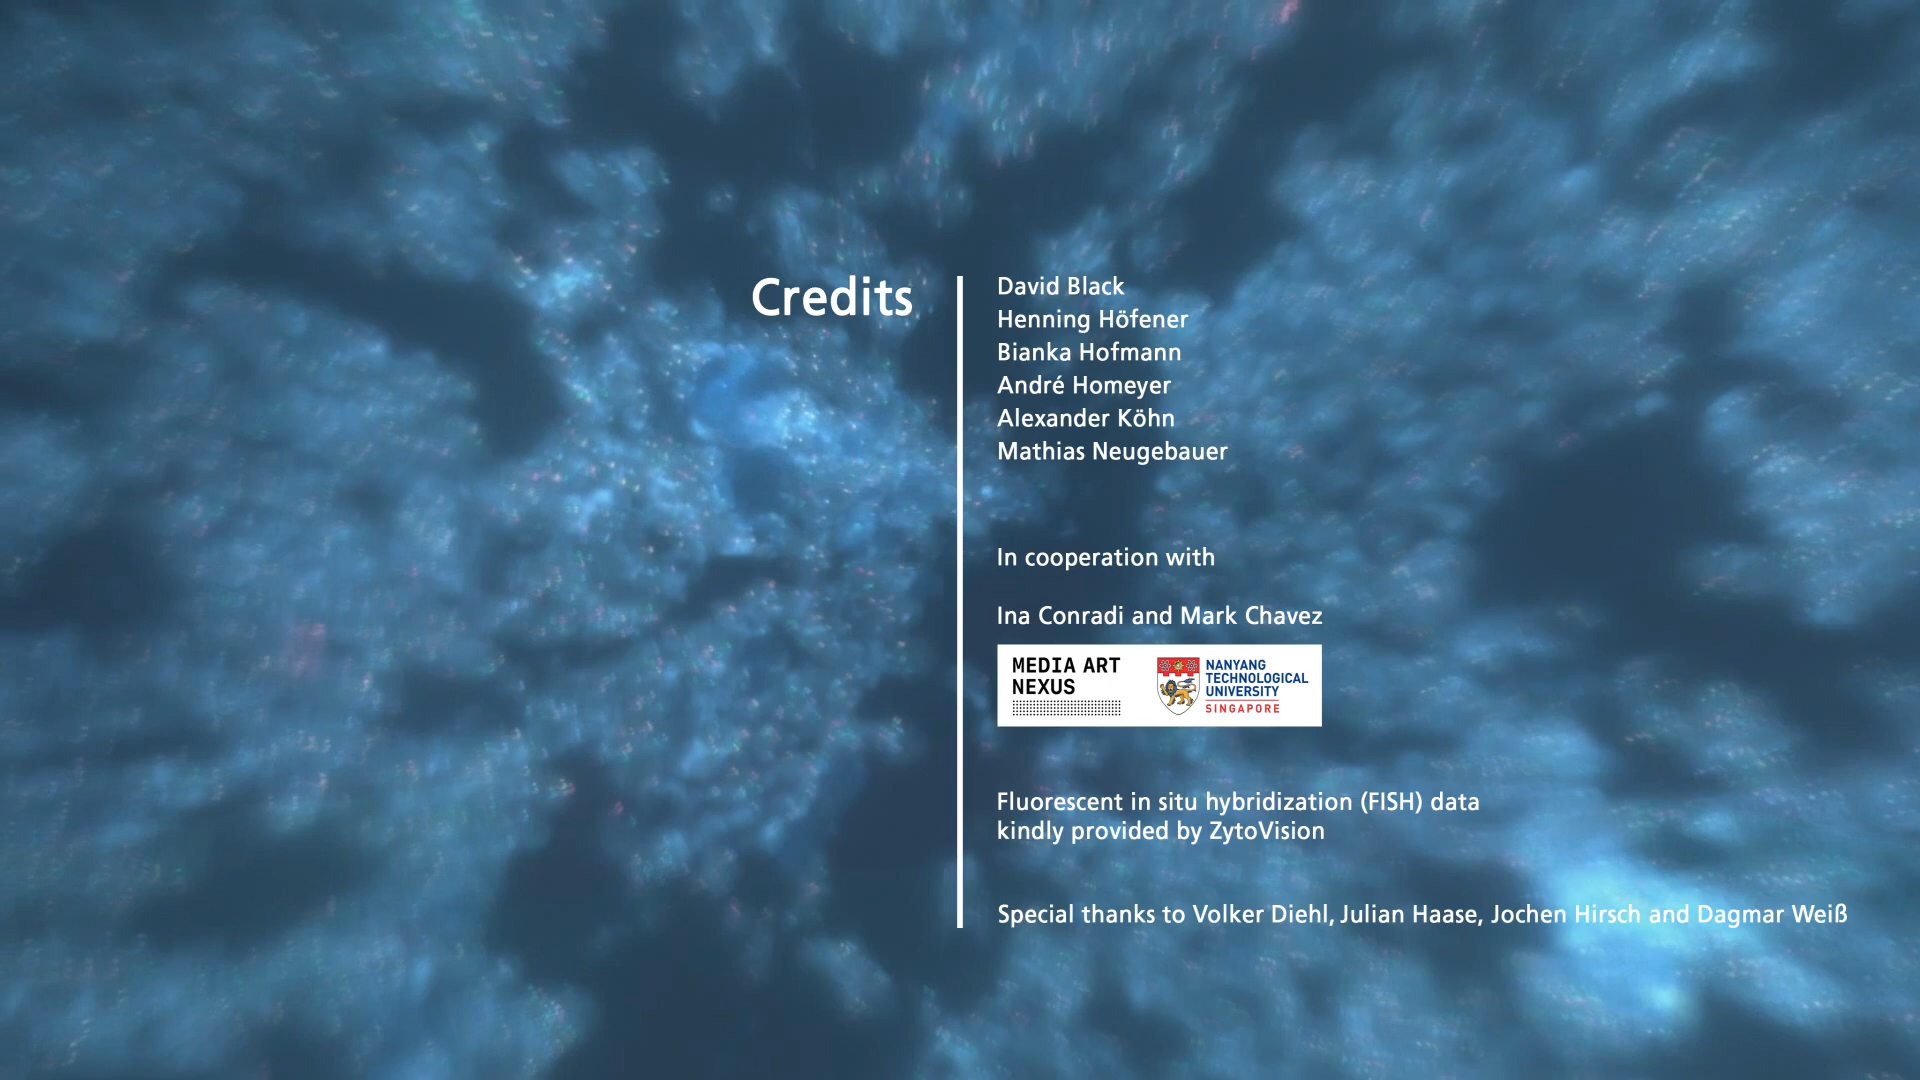 Credits
David Black
Henning Höfener
Bianka Hofmann
André Homeyer
Alexander Köhn
Mathias Neugebauer
In cooperation with
Ina Conradi and Mark Chavez
MEDIA ART
NEXUS
NANYANG
TECHNOLOGICAL
UNIVERSITY
SINGAPORE
Fluorescent in situ hybridization (FISH) data
kindly provided by ZytoVision
Special thanks to Volker Diehl, Julian Haase, Jochen Hirsch and Dagmar Weiß